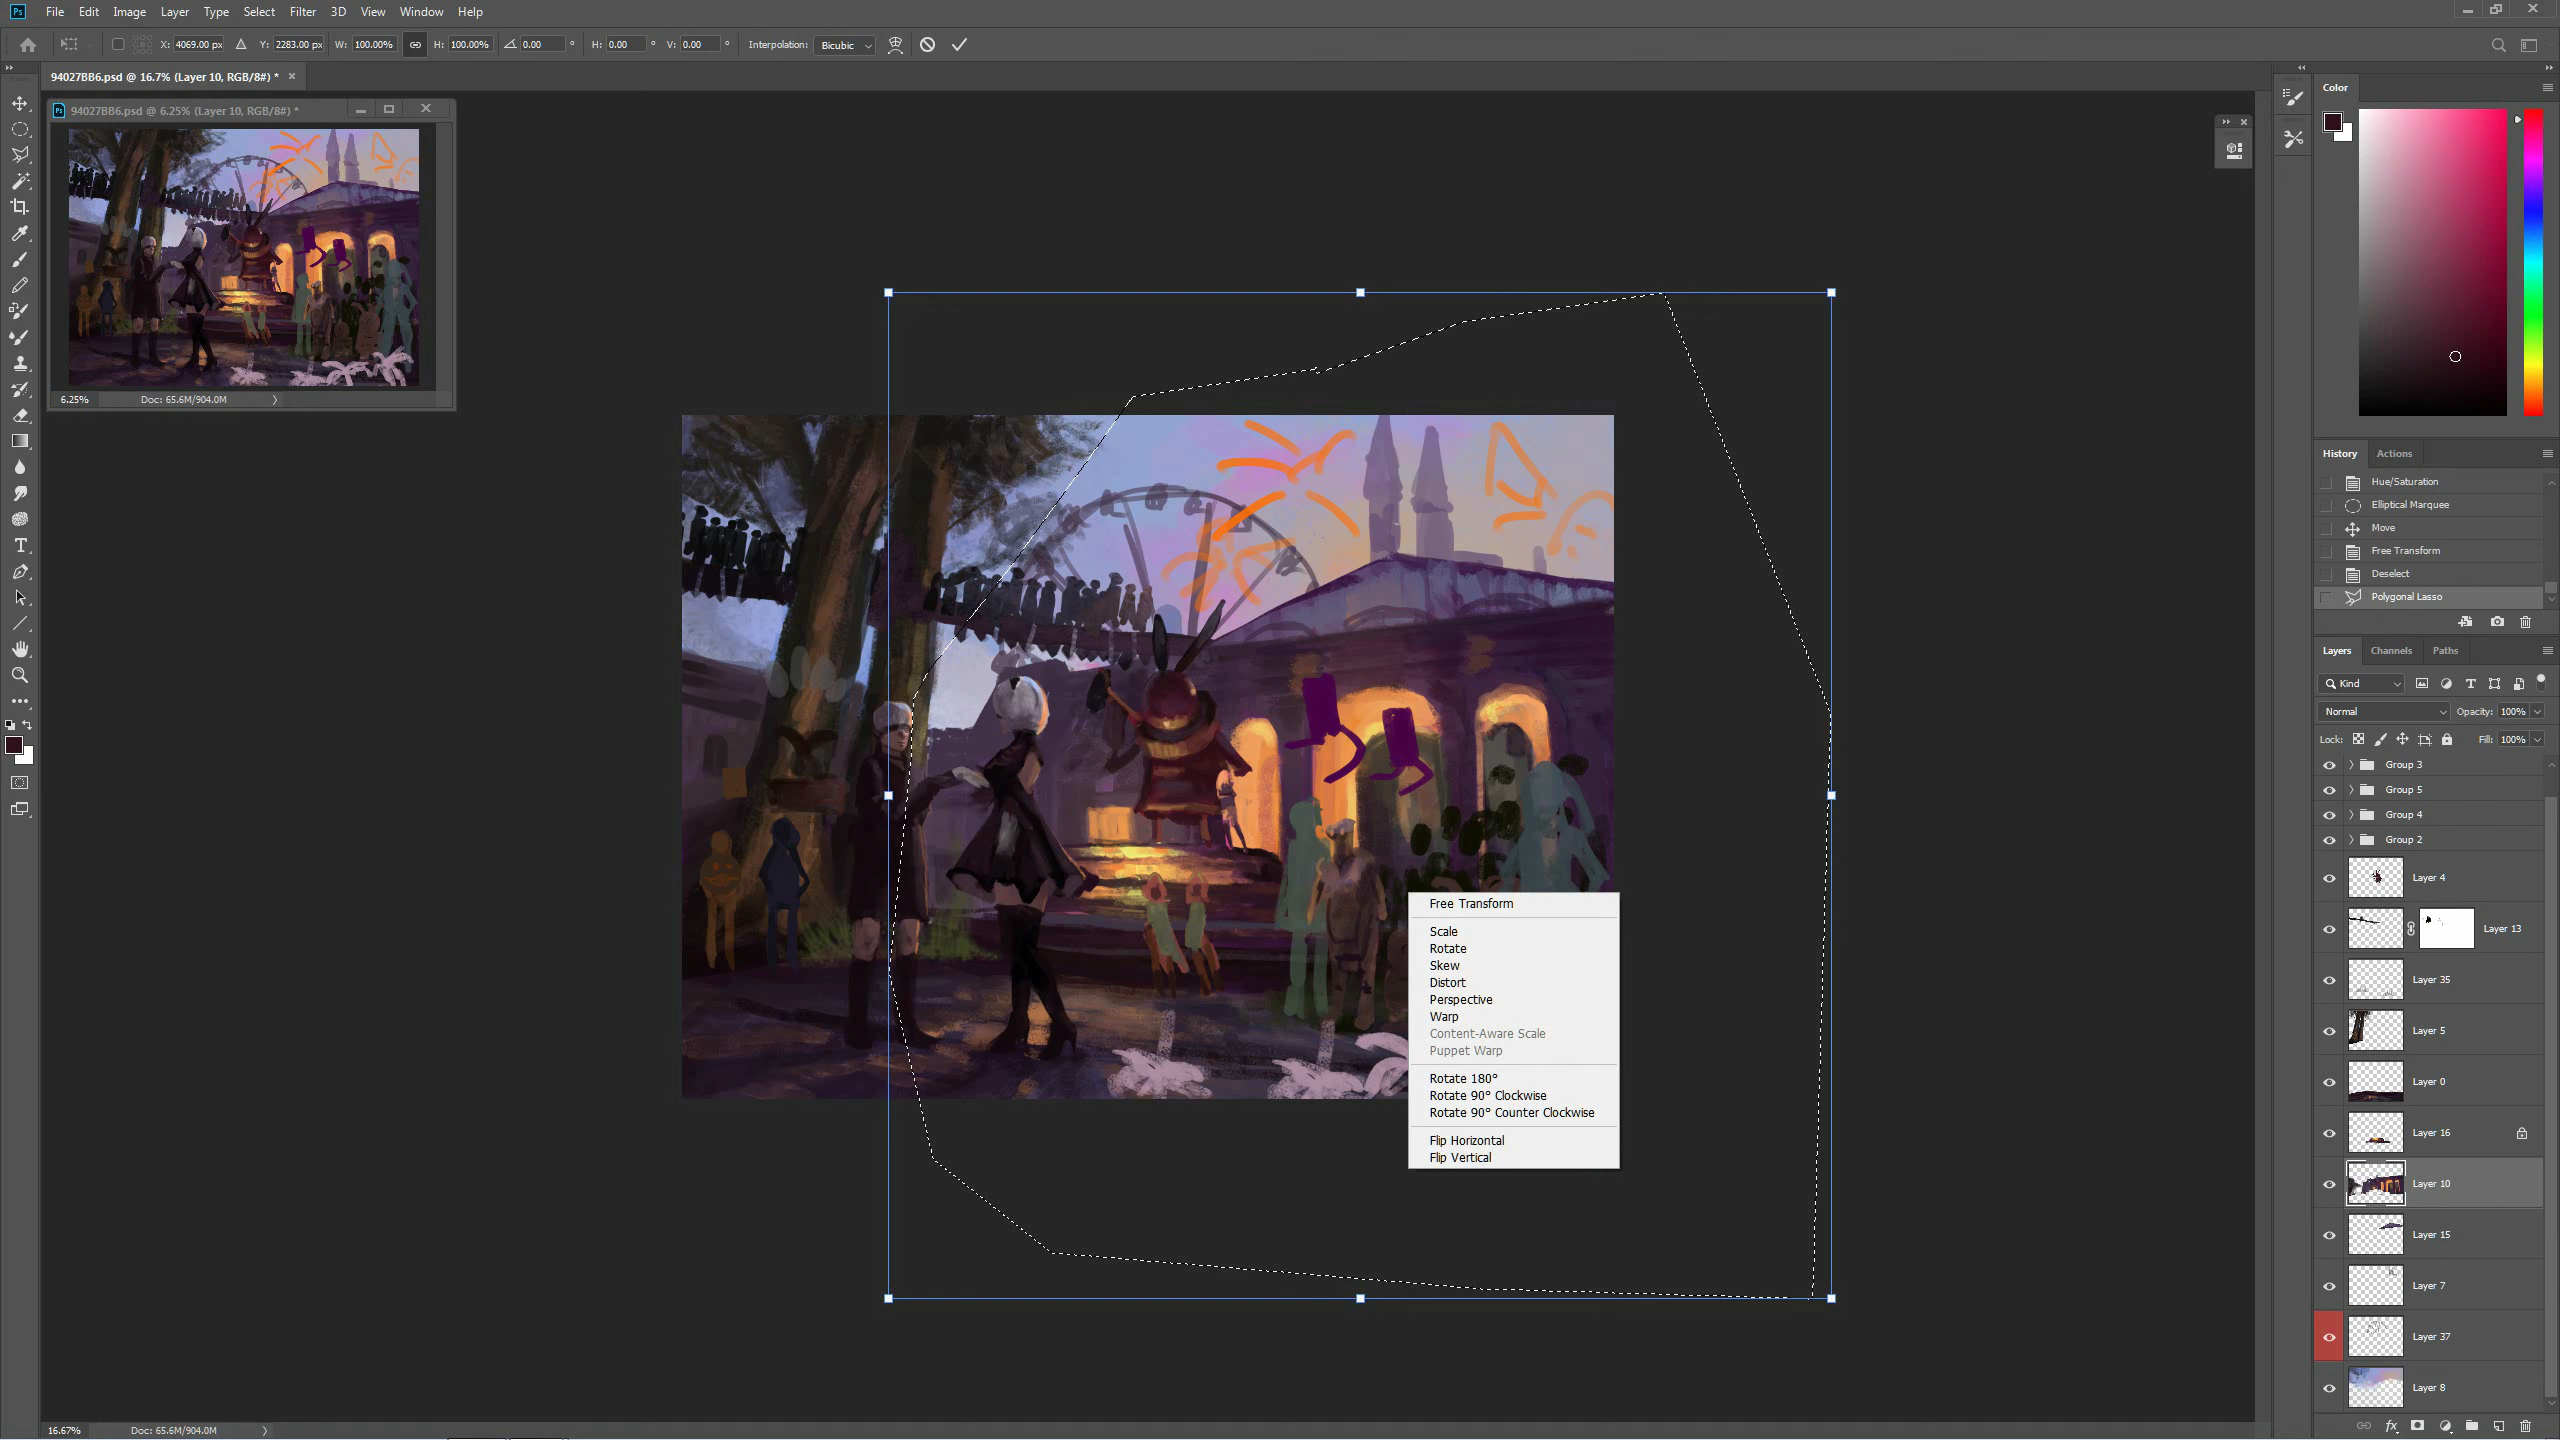 Ps File Edit Image Layer Type Select Filter 3D View Window Help
X: 4069.00 px Y: 2283.00 px W: 100.00% H: 100.00% 0.00 ° H: 0.00 ° V: 0.00 ° Interpolation: Bicubic
94027BB6.psd @ 16.7% (Layer 10, RGB/8#) *
Ps 94027BB6.psd @ 6.25% (Layer 10, RGB/8#) *
6.25% Doc: 65.6M/904.0M
Free Transform
Scale
Rotate
Skew
Distort
Perspective
Warp
Content-Aware Scale
Puppet Warp
Rotate 180°
Rotate 90° Clockwise
Rotate 90° Counter Clockwise
Flip Horizontal
Flip Vertical
16.67% Doc: 65.6M/904.0M
Color
History Actions
Hue/Saturation
Elliptical Marquee
Move
Free Transform
Deselect
Polygonal Lasso
Layers Channels Paths
Kind
Normal Opacity: 100%
Lock: Fill: 100%
Group 3
Group 5
Group 4
Group 2
Layer 4
Layer 13
Layer 35
Layer 5
Layer 0
Layer 16
Layer 10
Layer 15
Layer 7
Layer 37
Layer 8
fx